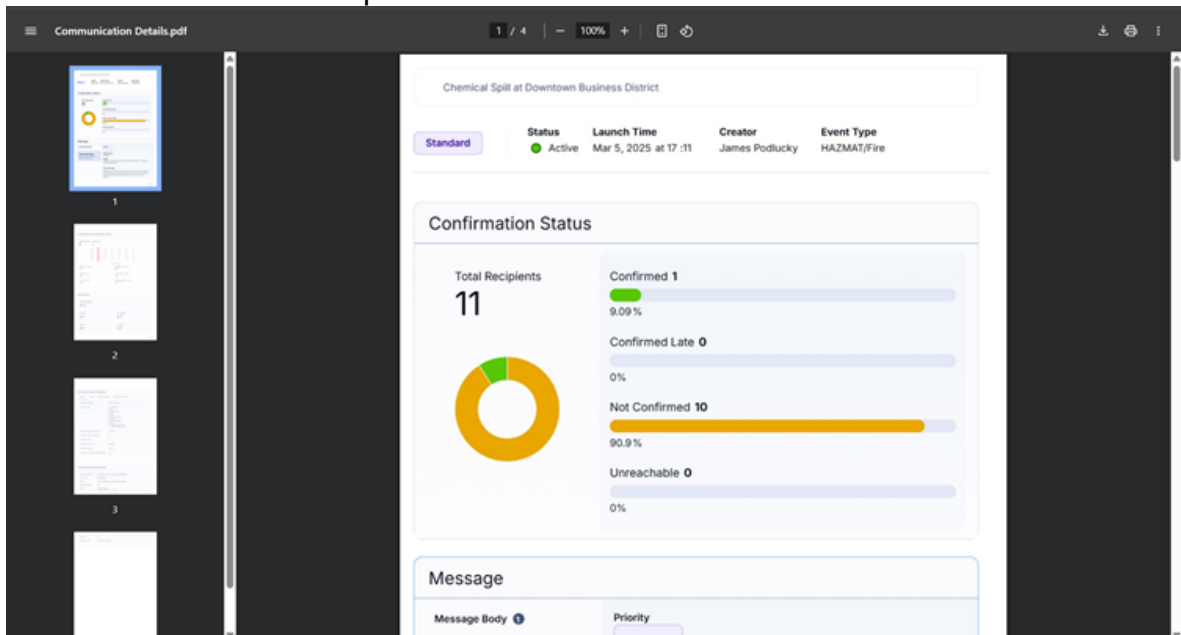 Communication Details.pdf
1 / 4
100%
1
2
3
Chemical Spill at Downtown Business District
Standard
Status
Active
Launch Time
Mar 5, 2025 at 17 :11
Creator
James Podlucky
Event Type
HAZMAT/Fire
Confirmation Status
Total Recipients
11
Confirmed 1
9.09 %
Confirmed Late 0
0%
Not Confirmed 10
90.9 %
Unreachable 0
0%
Message
Message Body
Priority